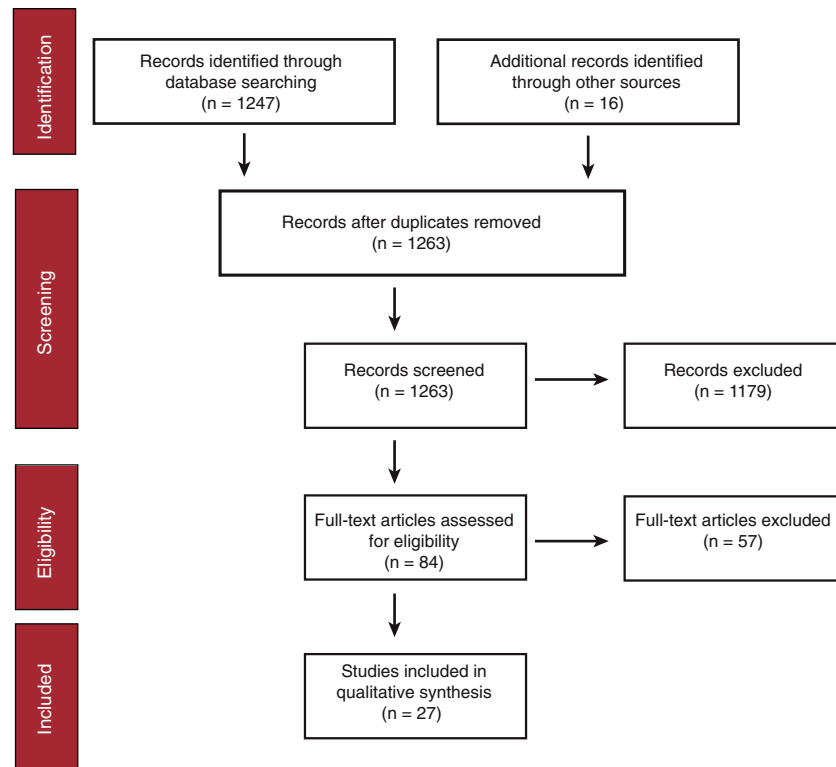 Identification
Records identified through
database searching
(n = 1247)
Additional records identified
through other sources
(n = 16)
Screening
Records after duplicates removed
(n = 1263)
Records screened
(n = 1263)
Records excluded
(n = 1179)
Eligibility
Full-text articles assessed
for eligibility
(n = 84)
Full-text articles excluded
(n = 57)
Included
Studies included in
qualitative synthesis
(n = 27)